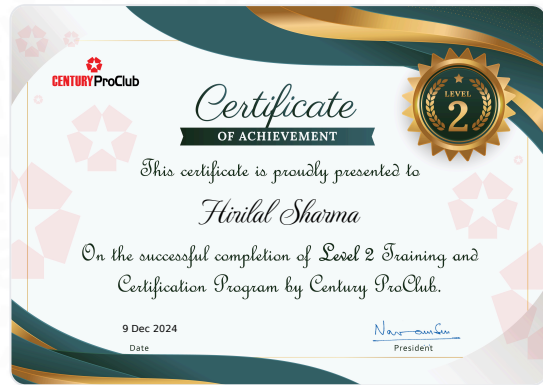 CENTURY ProClub
Certificate
OF ACHIEVEMENT
LEVEL
2
This certificate is proudly presented to
Hirilal Sharma
On the successful completion of Level 2 Training and
Certification Program by Century ProClub.
9 Dec 2024
Date
President